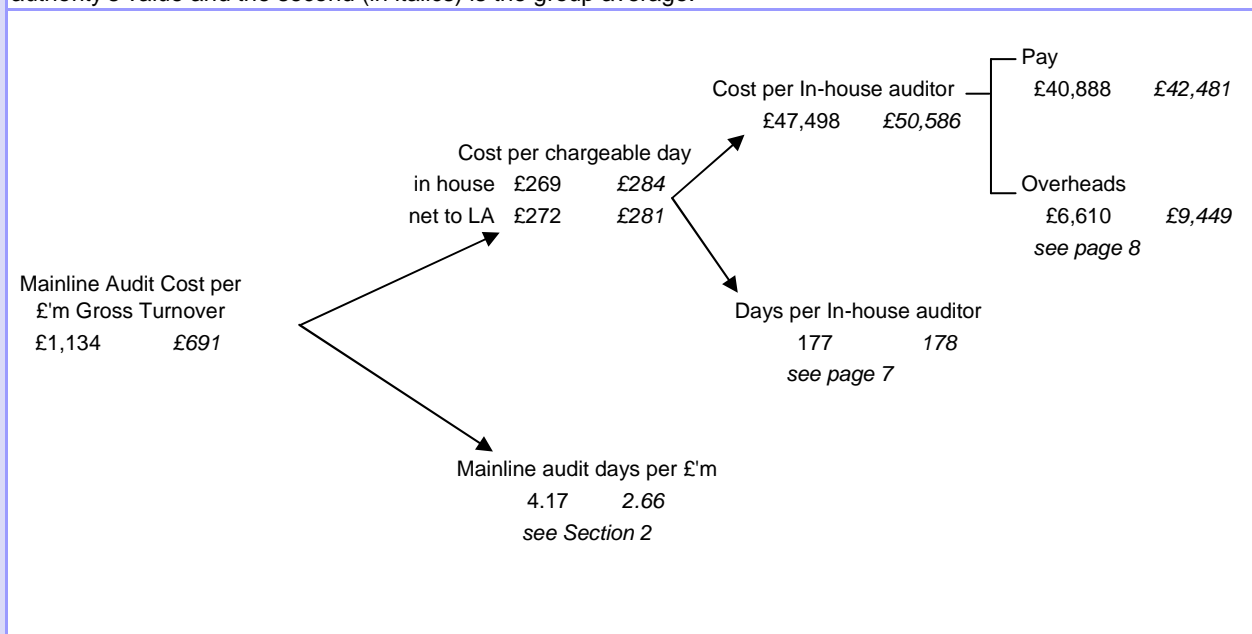 authority's value and the second (in italics) is the group average.
Pay
£40,888 £42,481
Cost per In-house auditor
£47,498 £50,586
Overheads
£6,610 £9,449
see page 8
Cost per chargeable day
in house £269 £284
net to LA £272 £281
Mainline Audit Cost per
£'m Gross Turnover
£1,134 £691
Days per In-house auditor
177 178
see page 7
Mainline audit days per £'m
4.17 2.66
see Section 2